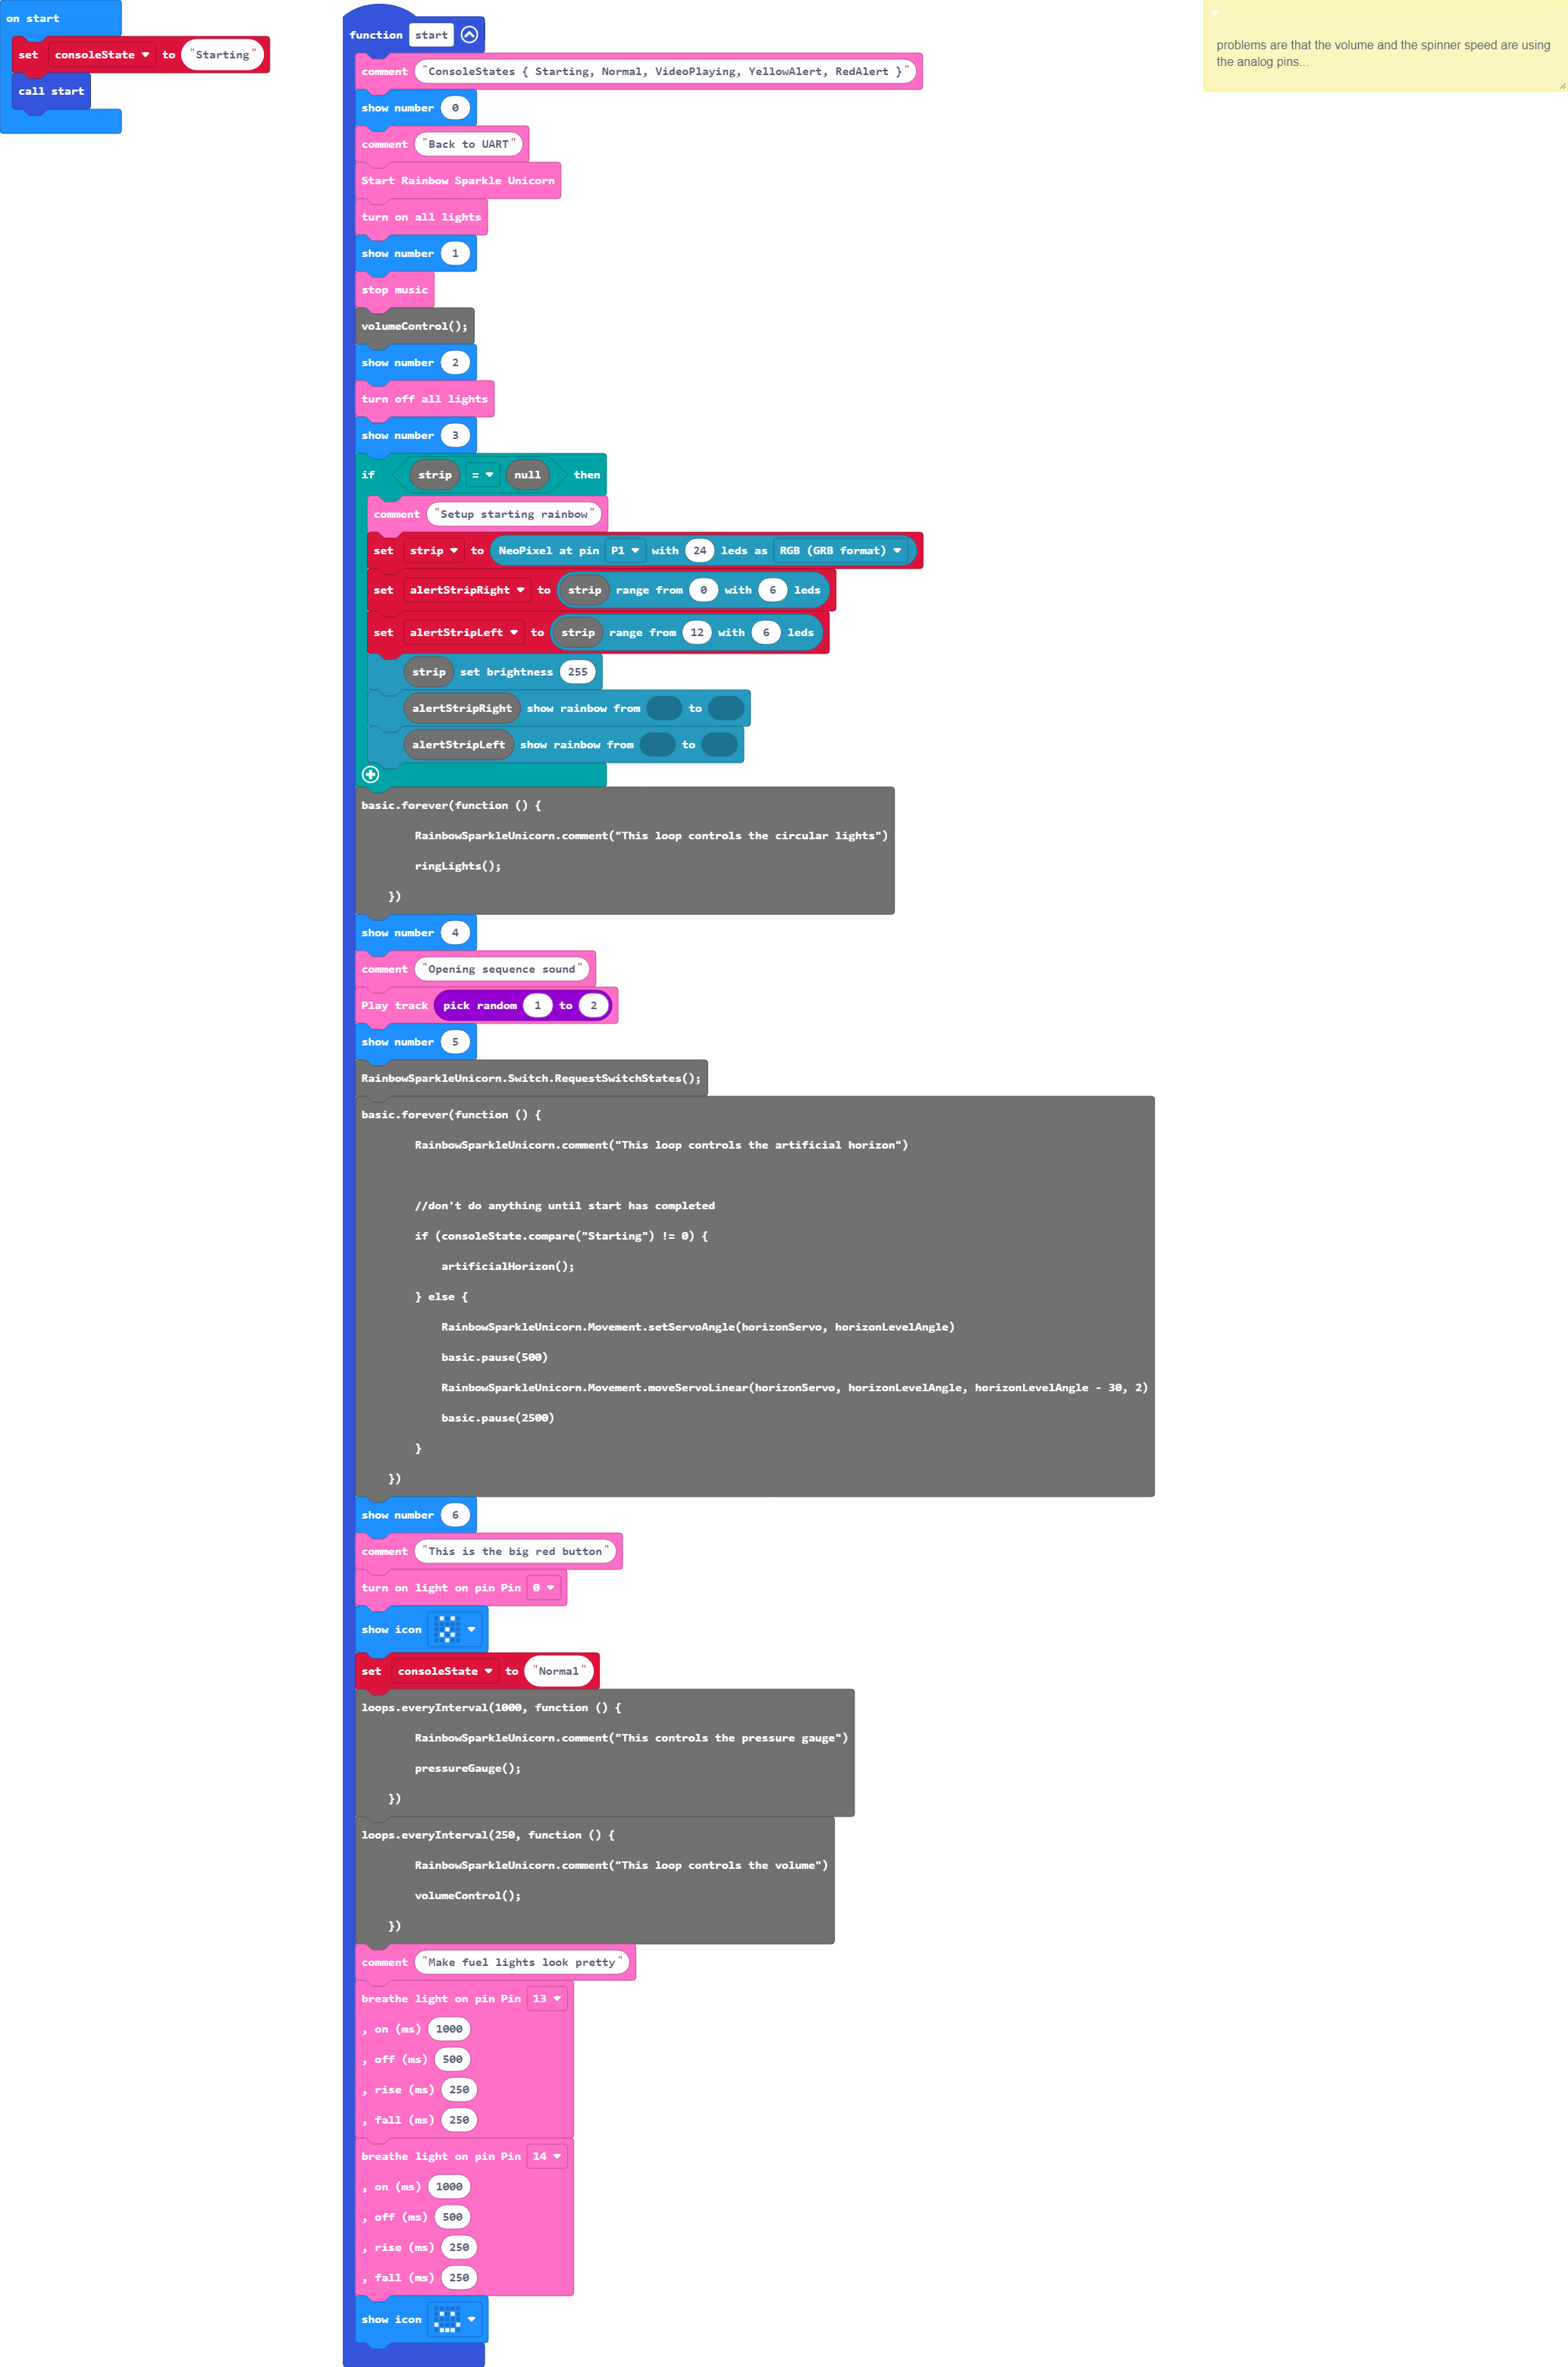 on start
set consoleState to "Starting"
call start
function start
comment "ConsoleStates { Starting, Normal, VideoPlaying, YellowAlert, RedAlert }"
show number 0
comment "Back to UART"
Start Rainbow Sparkle Unicorn
turn on all lights
show number 1
stop music
volumeControl();
show number 2
turn off all lights
show number 3
if strip = null then
comment "Setup starting rainbow"
set strip to NeoPixel at pin P1 with 24 leds as RGB (GRB format)
set alertStripRight to strip range from 0 with 6 leds
set alertStripLeft to strip range from 12 with 6 leds
strip set brightness 255
alertStripRight show rainbow from to
alertStripLeft show rainbow from to
basic.forever(function () {
RainbowSparkleUnicorn.comment("This loop controls the circular lights")
ringLights();
})
show number 4
comment "Opening sequence sound"
Play track pick random 1 to 2
show number 5
RainbowSparkleUnicorn.Switch.RequestSwitchStates();
basic.forever(function () {
RainbowSparkleUnicorn.comment("This loop controls the artificial horizon")
//don't do anything until start has completed
if (consoleState.compare("Starting") != 0) {
artificialHorizon();
} else {
RainbowSparkleUnicorn.Movement.setServoAngle(horizonServo, horizonLevelAngle)
basic.pause(500)
RainbowSparkleUnicorn.Movement.moveServoLinear(horizonServo, horizonLevelAngle, horizonLevelAngle - 30, 2)
basic.pause(2500)
}
})
show number 6
comment "This is the big red button"
turn on light on pin Pin 0
show icon
set consoleState to "Normal"
loops.everyInterval(1000, function () {
RainbowSparkleUnicorn.comment("This controls the pressure gauge")
pressureGauge();
})
loops.everyInterval(250, function () {
RainbowSparkleUnicorn.comment("This loop controls the volume")
volumeControl();
})
comment "Make fuel lights look pretty"
breathe light on pin Pin 13
, on (ms) 1000
, off (ms) 500
, rise (ms) 250
, fall (ms) 250
breathe light on pin Pin 14
, on (ms) 1000
, off (ms) 500
, rise (ms) 250
, fall (ms) 250
show icon
problems are that the volume and the spinner speed are using
the analog pins...